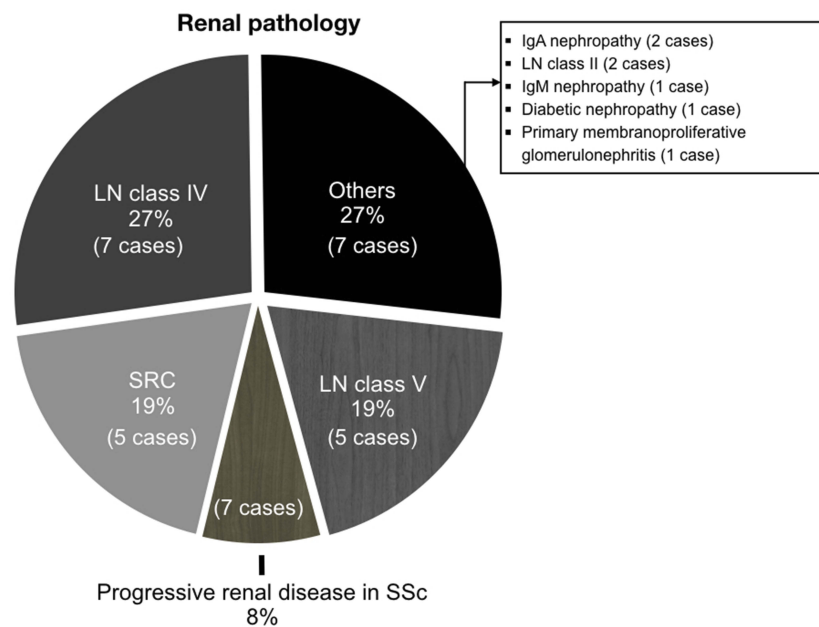 Renal pathology
▪ IgA nephropathy (2 cases)
▪ LN class II (2 cases)
▪ IgM nephropathy (1 case)
▪ Diabetic nephropathy (1 case)
▪ Primary membranoproliferative
glomerulonephritis (1 case)
LN class IV
27%
(7 cases)
Others
27%
(7 cases)
SRC
19%
(5 cases)
LN class V
19%
(5 cases)
(7 cases)
Progressive renal disease in SSc
8%